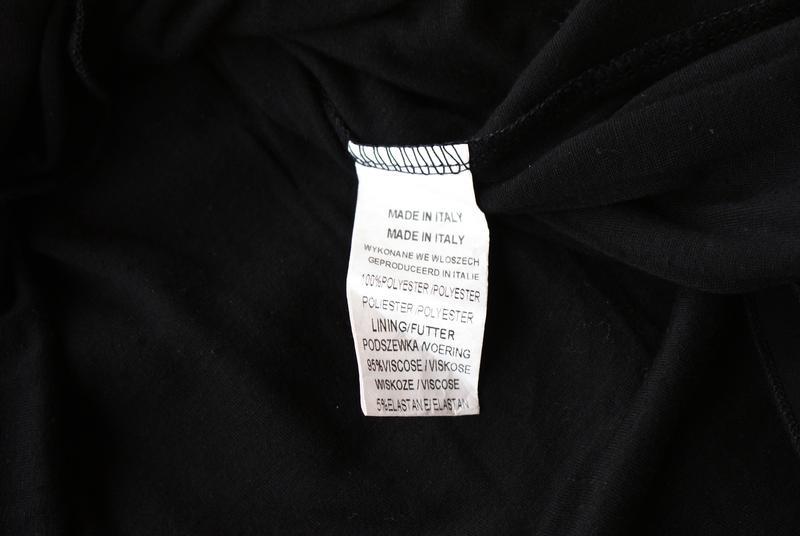 MADE IN ITALY
MADE IN ITALY
WYKONANE WE WLOSZECH
GEPRODUCEERD IN ITALIE
100%POLYESTER/POLYESTER
POLIESTER/POLYESTER
LINING/FUTTER
PODSZEWKA/VOERING
95%VISCOSE/VISKOSE
WISKOZE/VISCOSE
5%ELASTANE/ELASTAN